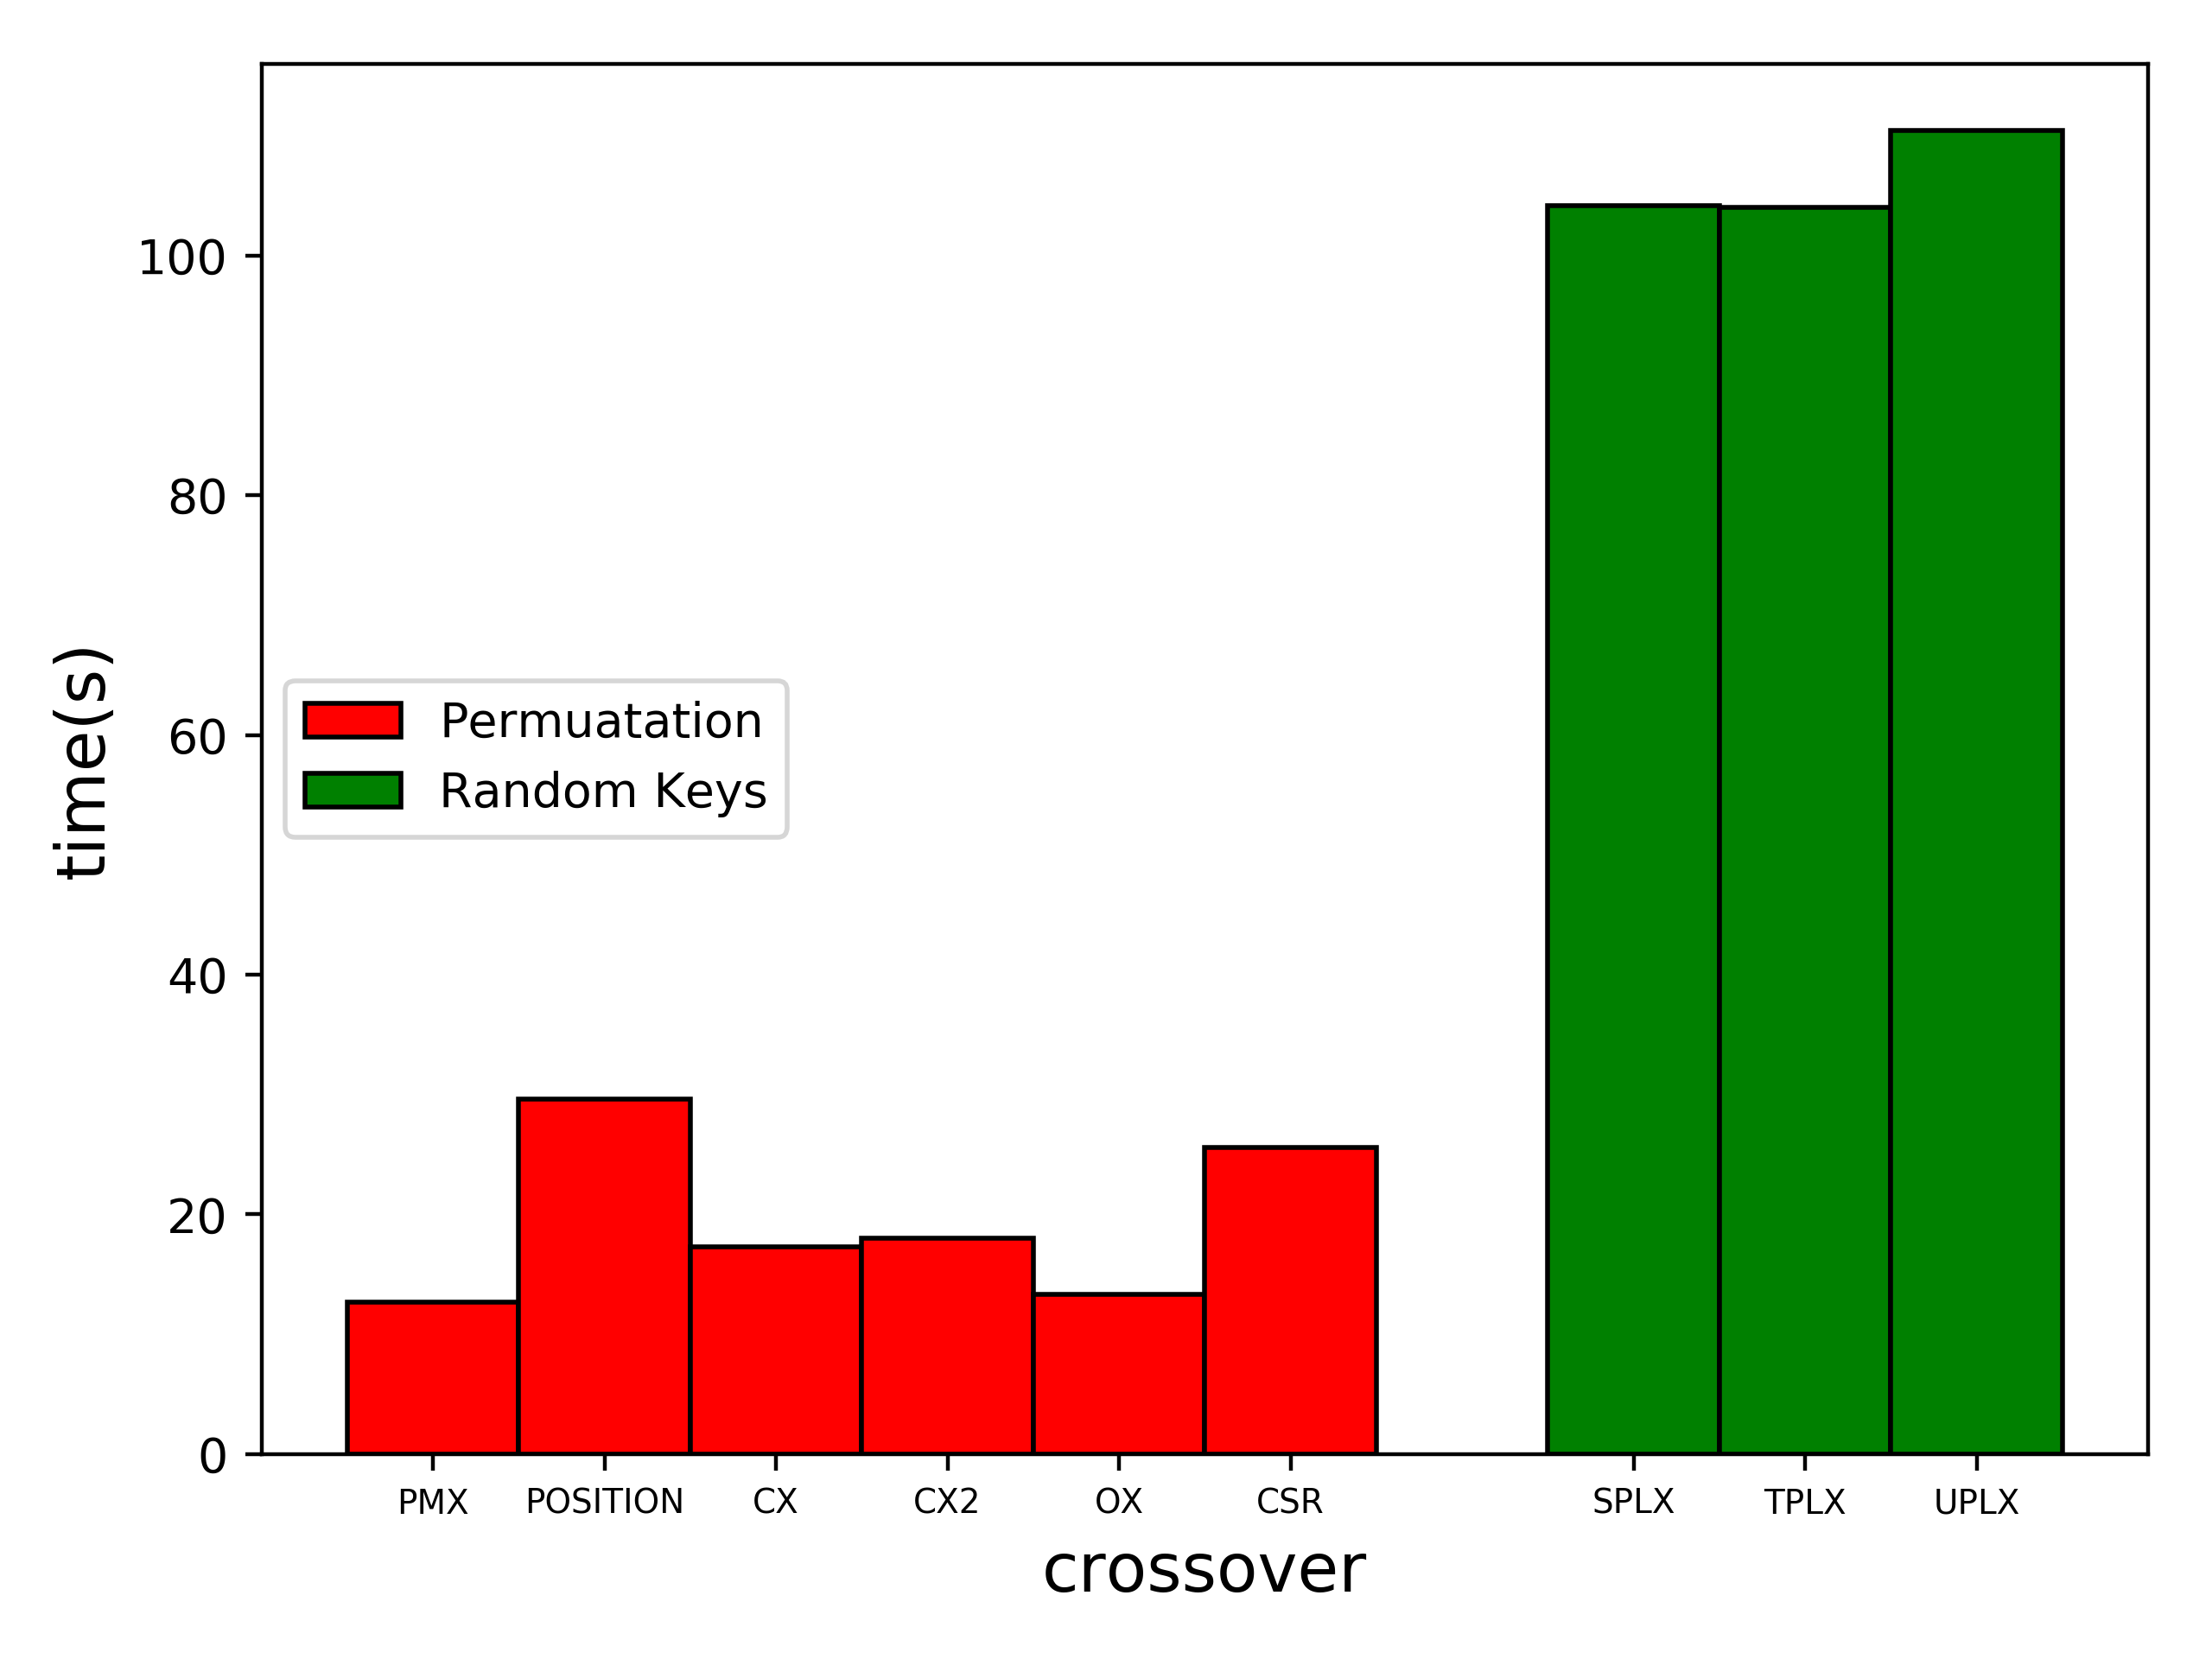 100
80
60
40
20
0
time(s)
Permuatation
Random Keys
PMX POSITION CX CX2 OX CSR SPLX TPLX UPLX
crossover